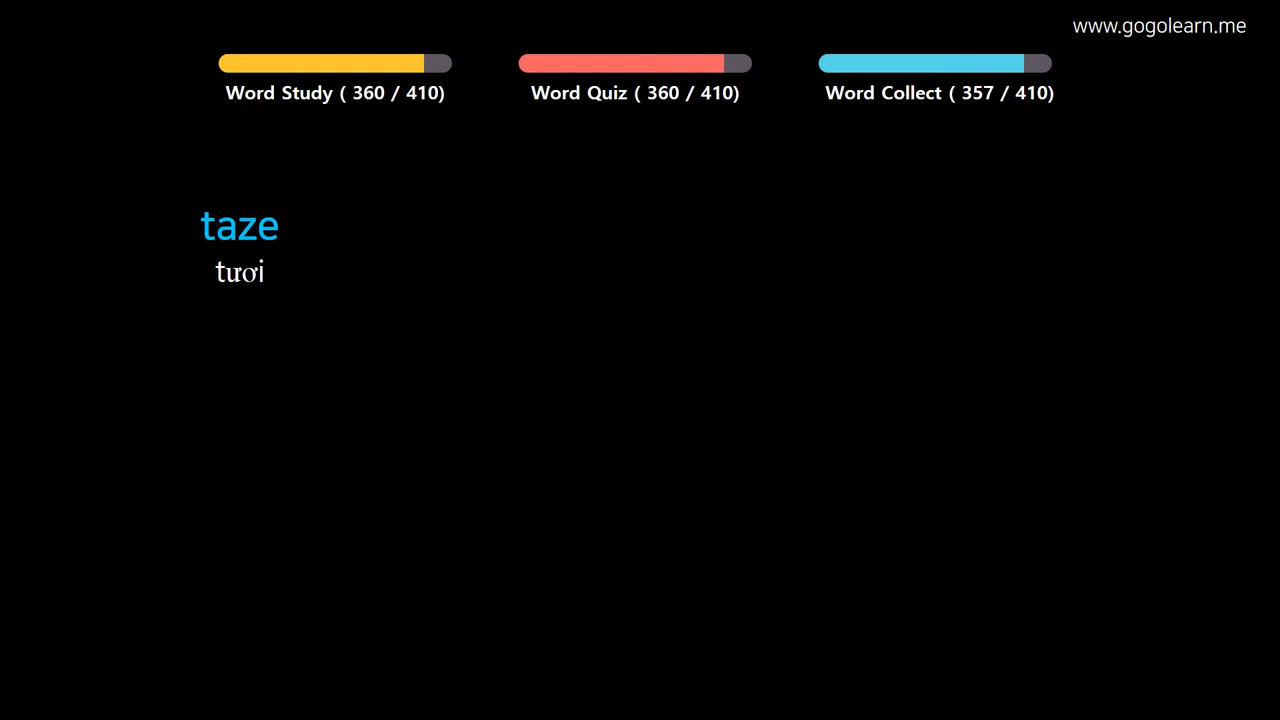 www.gogolearn.me
Word Study ( 360 / 410)
Word Quiz ( 360 / 410)
Word Collect ( 357 / 410)
taze
tươi